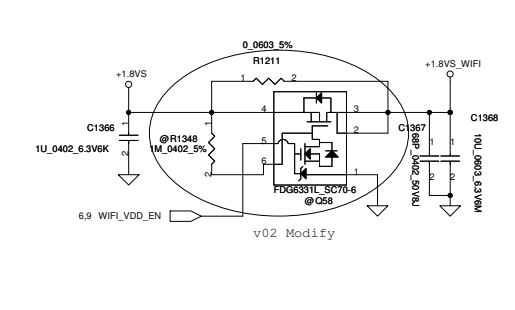 0_0603_5%
R1211
+1.8VS
+1.8VS_WIFI
1
2
4
3
2
C1366
1
2
1U_0402_6.3V6K
@R1348
1M_0402_5%
1
2
5
6
1
C1367
68P_0402_50V8J
1
2
C1368
10U_0603_6.3V6M
1
2
FDG6331L_SC70-6
@Q58
6,9 WIFI_VDD_EN
v02 Modify